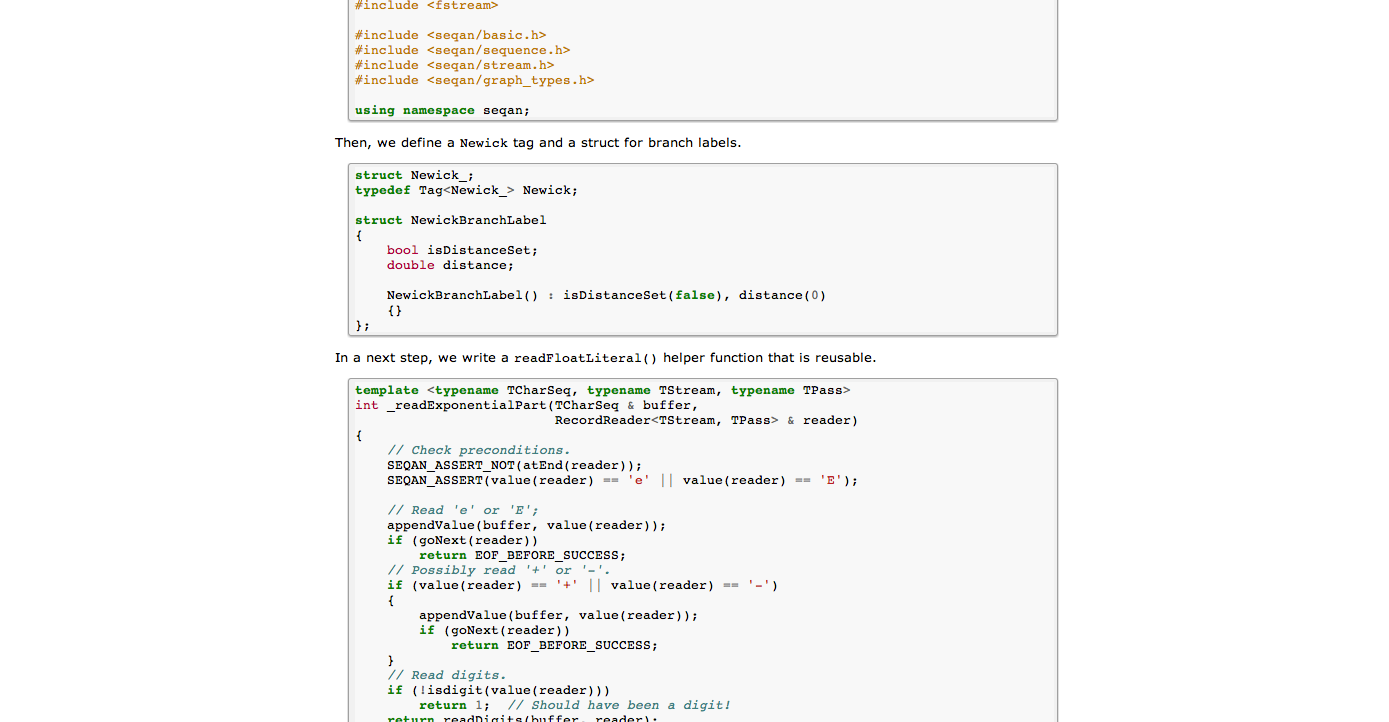 #include <fstream>
#include <seqan/basic.h>
#include <seqan/sequence.h>
#include <seqan/stream.h>
#include <seqan/graph_types.h>
using namespace seqan;
Then, we define a Newick tag and a struct for branch labels.
struct Newick_;
typedef Tag<Newick_> Newick;
struct NewickBranchLabel
{
    bool isDistanceSet;
    double distance;
    NewickBranchLabel() : isDistanceSet(false), distance(0)
    {}
};
In a next step, we write a readFloatLiteral() helper function that is reusable.
template <typename TCharSeq, typename TStream, typename TPass>
int _readExponentialPart(TCharSeq & buffer,
                         RecordReader<TStream, TPass> & reader)
{
    // Check preconditions.
    SEQAN_ASSERT_NOT(atEnd(reader));
    SEQAN_ASSERT(value(reader) == 'e' || value(reader) == 'E');
    // Read 'e' or 'E';
    appendValue(buffer, value(reader));
    if (goNext(reader))
        return EOF_BEFORE_SUCCESS;
    // Possibly read '+' or '-'.
    if (value(reader) == '+' || value(reader) == '-')
    {
        appendValue(buffer, value(reader));
        if (goNext(reader))
            return EOF_BEFORE_SUCCESS;
    }
    // Read digits.
    if (!isdigit(value(reader)))
        return 1;  // Should have been a digit!
    return readDigits(buffer, reader);